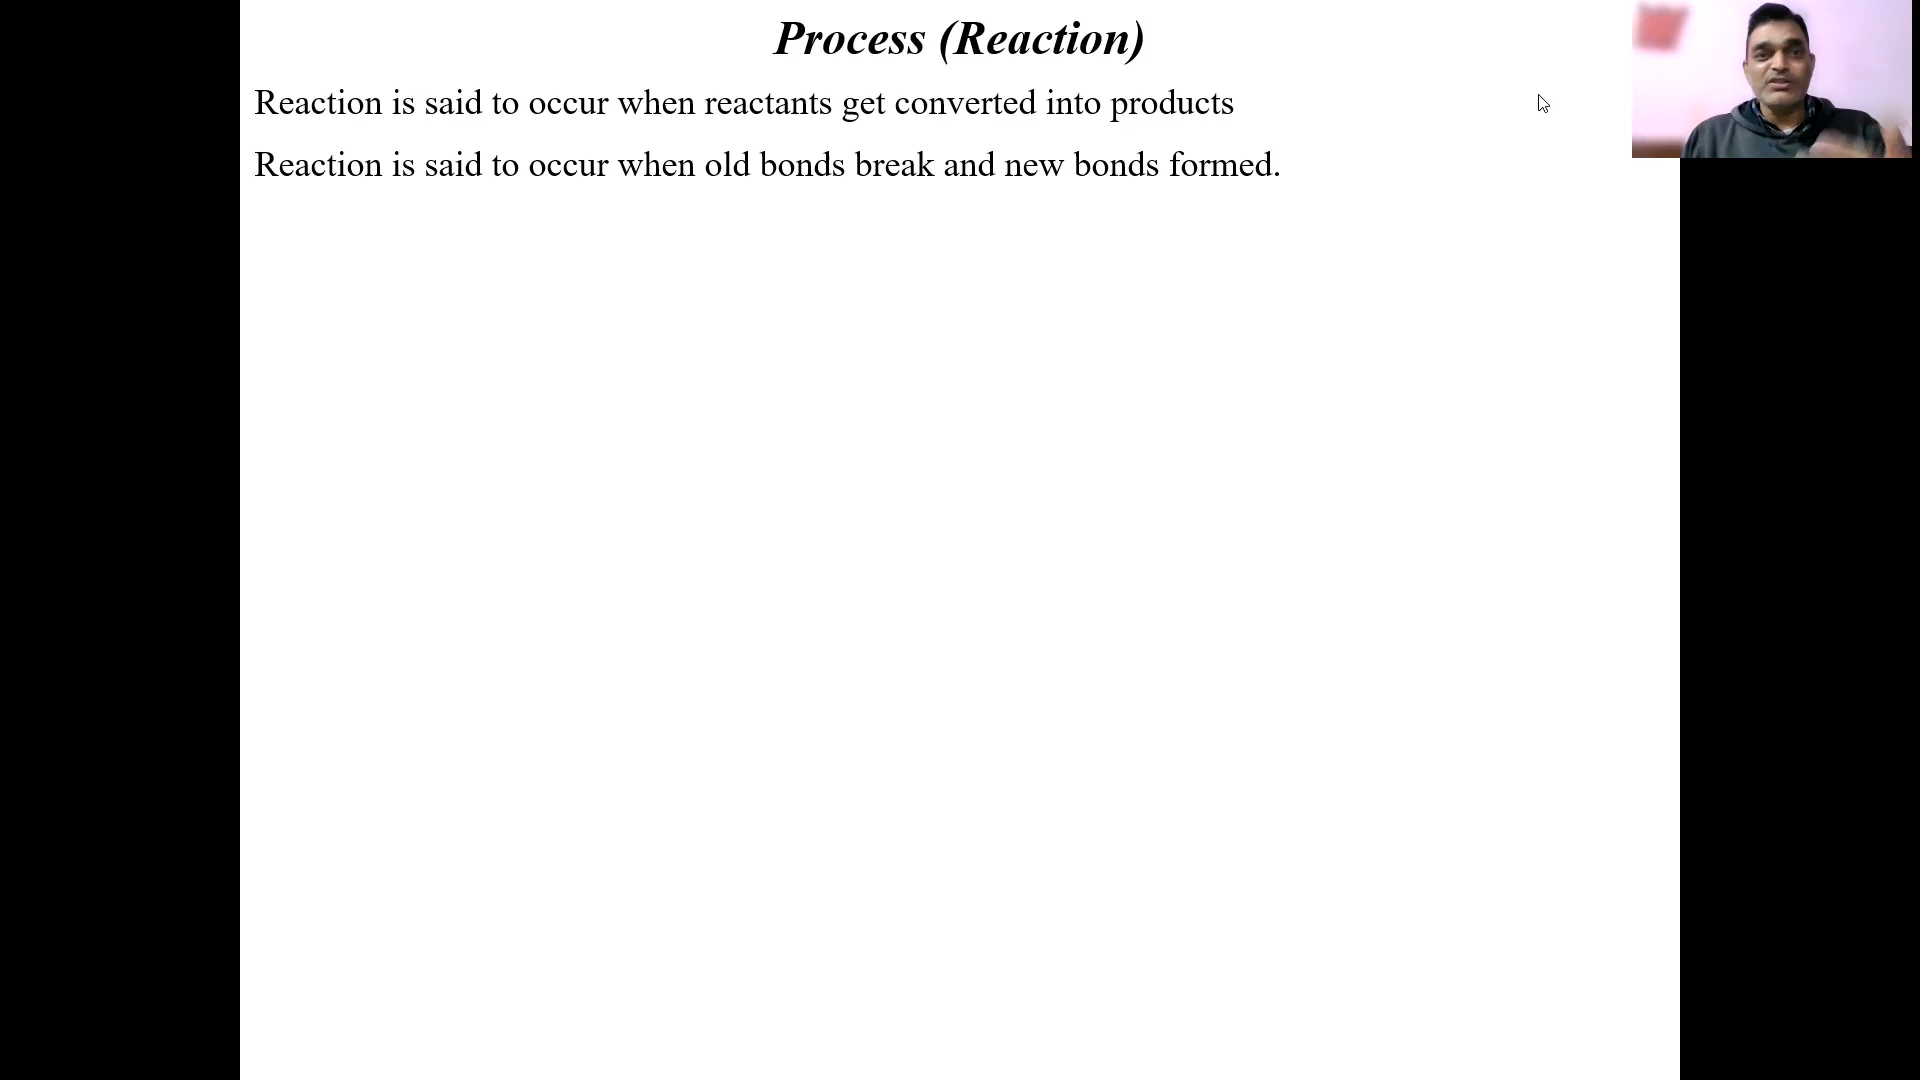 Process (Reaction)
Reaction is said to occur when reactants get converted into products
Reaction is said to occur when old bonds break and new bonds formed.